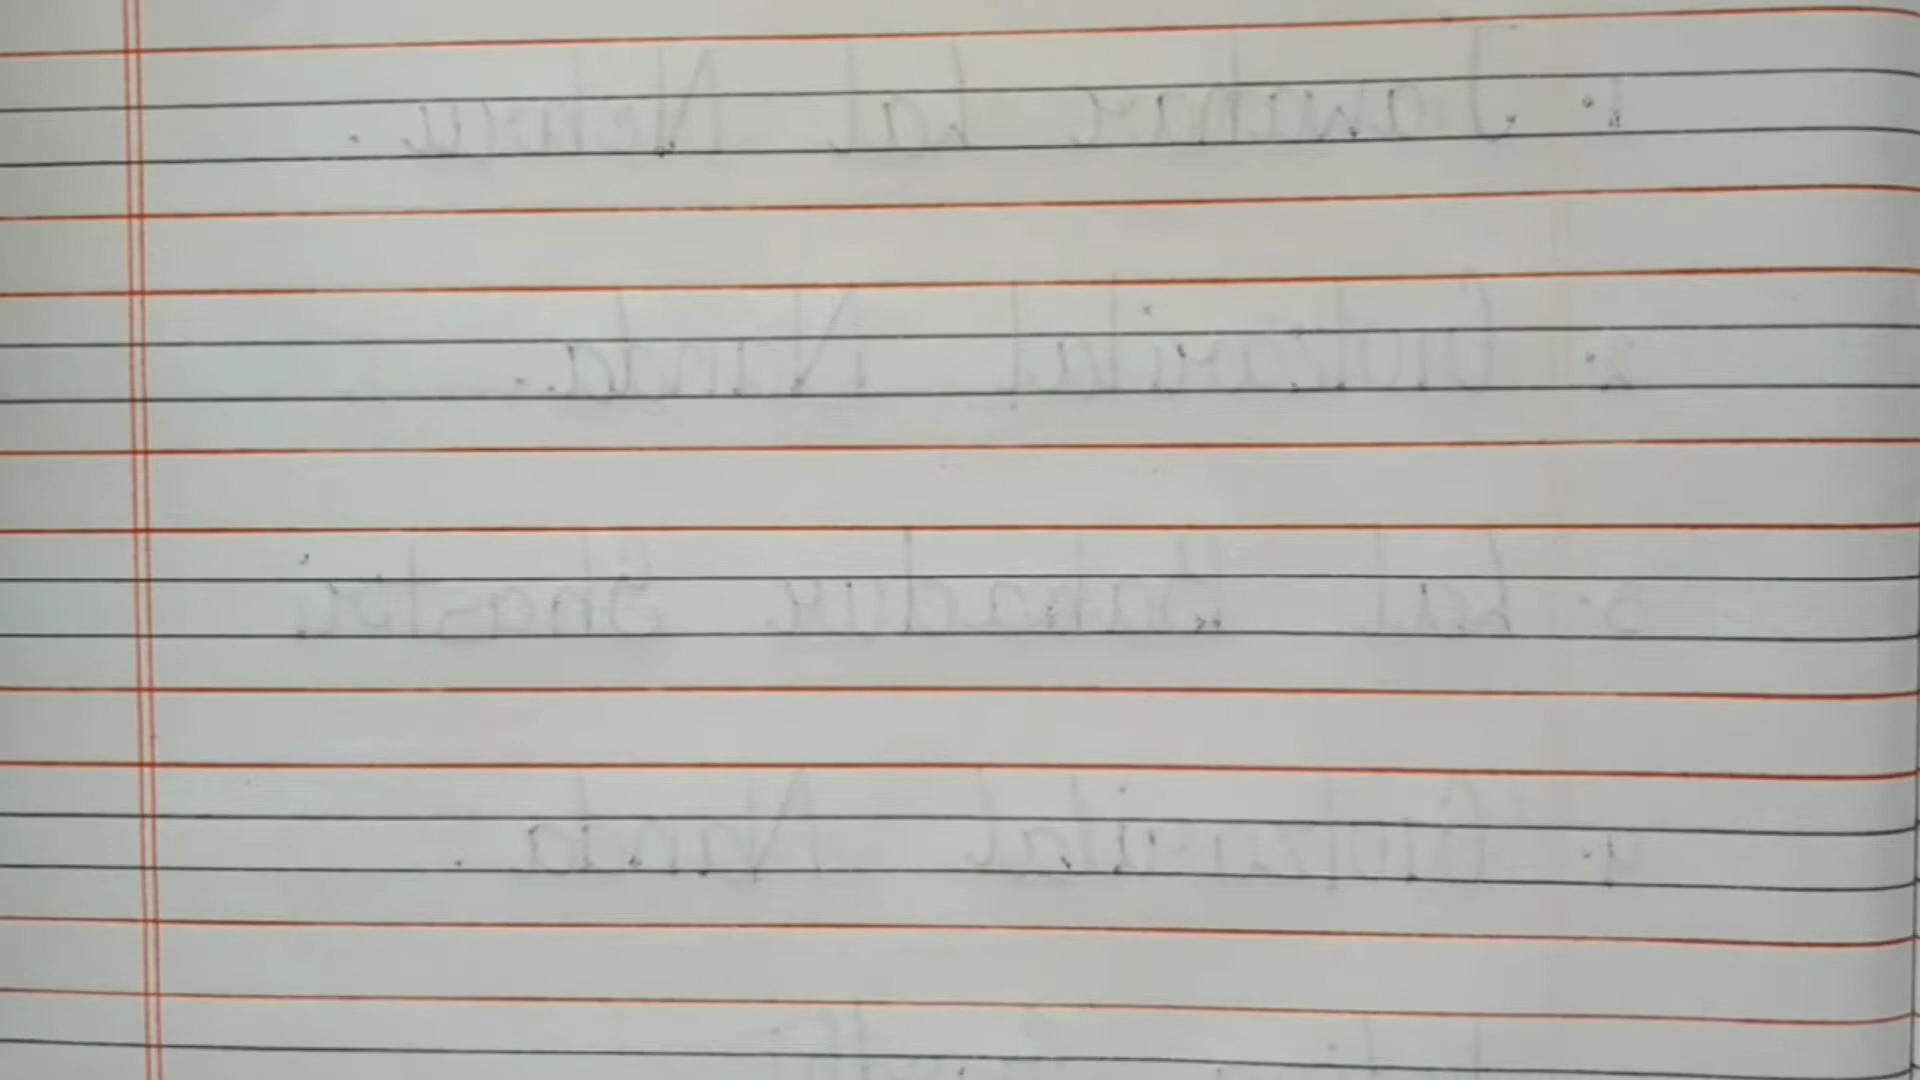 1. Jawahar Lal Nehru.
2. Gulzarilal Nanda.
3. Lal Bahadur Shastri.
4. Gulzarilal Nanda.